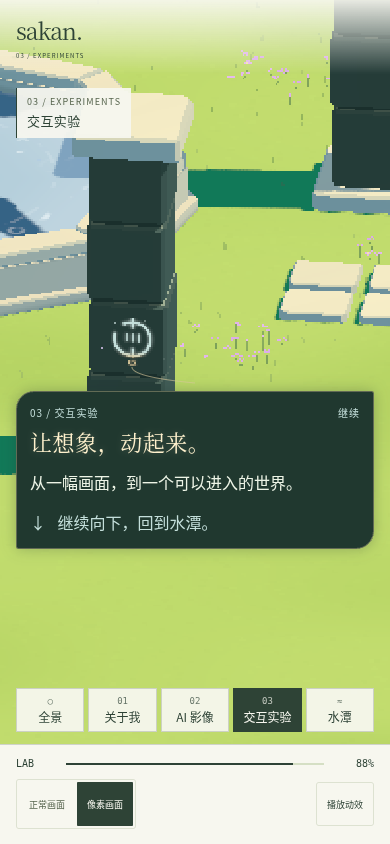 sakan.
03 / EXPERIMENTS
03 / EXPERIMENTS
交互实验
03 / 交互实验
继续
让想象，动起来。
从一幅画面，到一个可以进入的世界。
↓ 继续向下，回到水潭。
○
全景
01
关于我
02
AI 影像
03
交互实验
≈
水潭
LAB
88%
正常画面
像素画面
播放动效